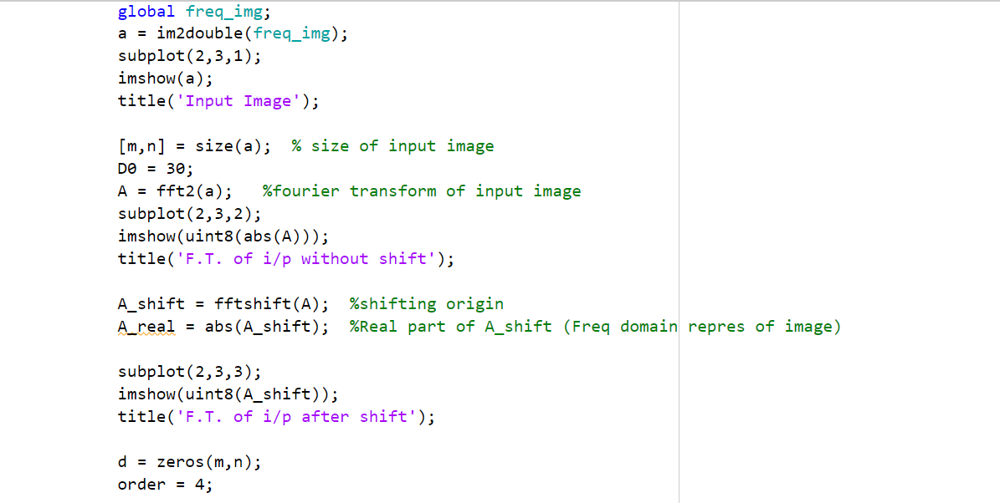 global freq_img;
a = im2double(freq_img);
subplot(2,3,1);
imshow(a);
title('Input Image');
[m,n] = size(a);  % size of input image
D0 = 30;
A = fft2(a);   %fourier transform of input image
subplot(2,3,2);
imshow(uint8(abs(A)));
title('F.T. of i/p without shift');
A_shift = fftshift(A);  %shifting origin
A_real = abs(A_shift);  %Real part of A_shift (Freq domain repres of image)
subplot(2,3,3);
imshow(uint8(A_shift));
title('F.T. of i/p after shift');
d = zeros(m,n);
order = 4;